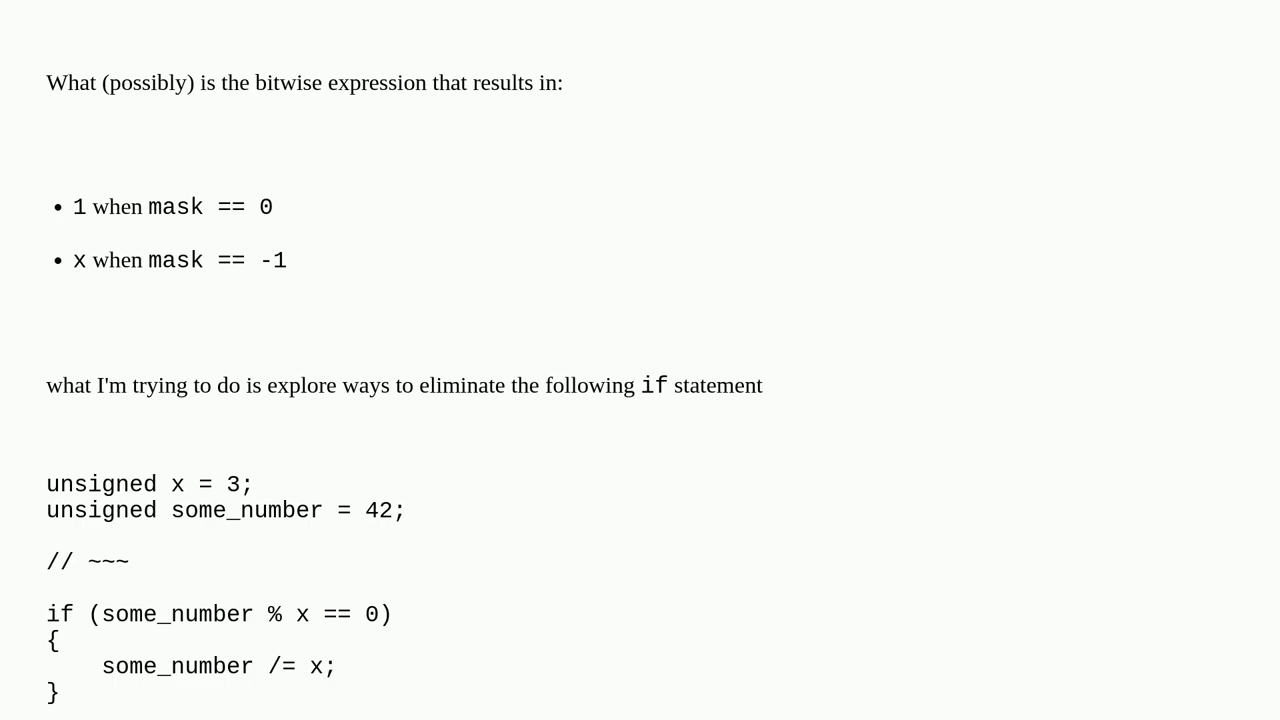 What (possibly) is the bitwise expression that results in:
• 1 when mask == 0
• x when mask == -1
what I'm trying to do is explore ways to eliminate the following if statement
unsigned x = 3;
unsigned some_number = 42;
// ~~~
if (some_number % x == 0)
{
    some_number /= x;
}